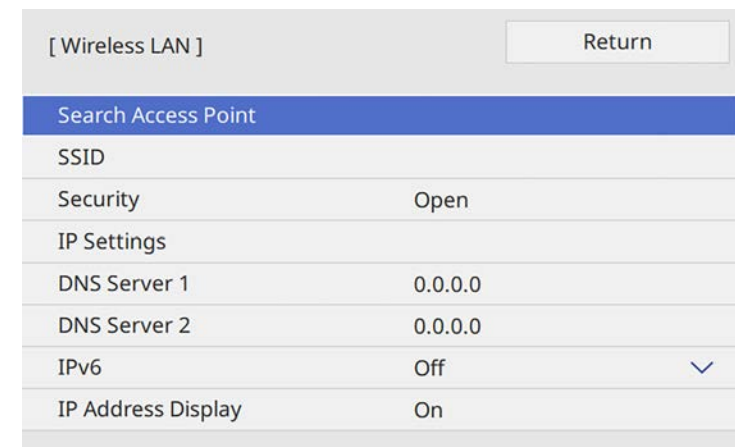 [ Wireless LAN ] Return
Search Access Point
SSID
Security Open
IP Settings
DNS Server 1 0.0.0.0
DNS Server 2 0.0.0.0
IPv6 Off
IP Address Display On